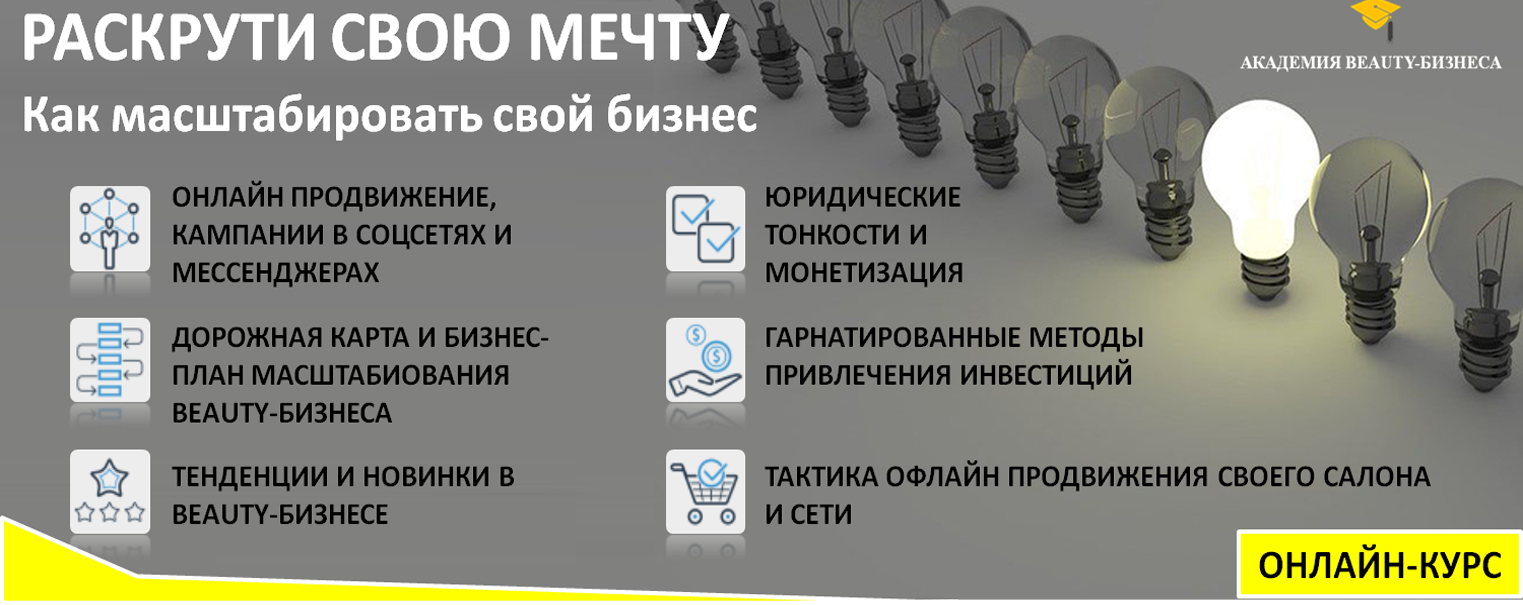 РАСКРУТИ СВОЮ МЕЧТУ
Как масштабировать свой бизнес
АКАДЕМИЯ BEAUTY-БИЗНЕСА
ОНЛАЙН ПРОДВИЖЕНИЕ,
КАМПАНИИ В СОЦСЕТЯХ И
МЕССЕНДЖЕРАХ
ЮРИДИЧЕСКИЕ
ТОНКОСТИ И
МОНЕТИЗАЦИЯ
ДОРОЖНАЯ КАРТА И БИЗНЕС-
ПЛАН МАСШТАБИОВАНИЯ
BEAUTY-БИЗНЕСА
ГАРНАТИРОВАННЫЕ МЕТОДЫ
ПРИВЛЕЧЕНИЯ ИНВЕСТИЦИЙ
ТЕНДЕНЦИИ И НОВИНКИ В
BEAUTY-БИЗНЕСЕ
ТАКТИКА ОФЛАЙН ПРОДВИЖЕНИЯ СВОЕГО САЛОНА
И СЕТИ
ОНЛАЙН-КУРС